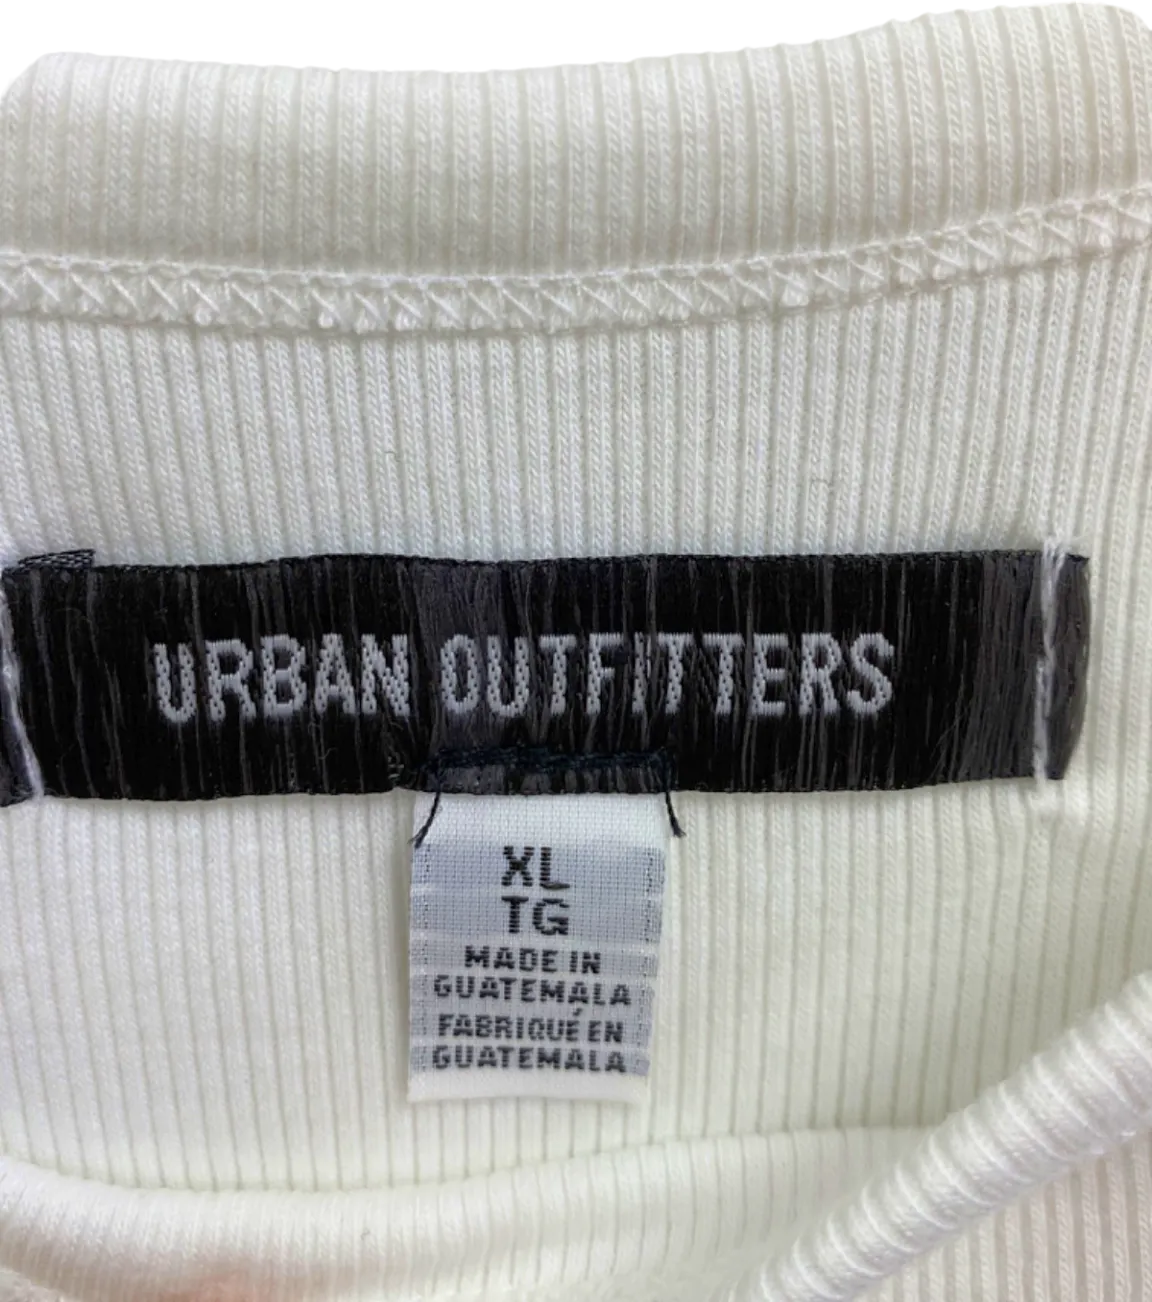 URBAN OUTFITTERS
XL
TG
MADE IN
GUATEMALA
FABRIQUÉ EN
GUATEMALA